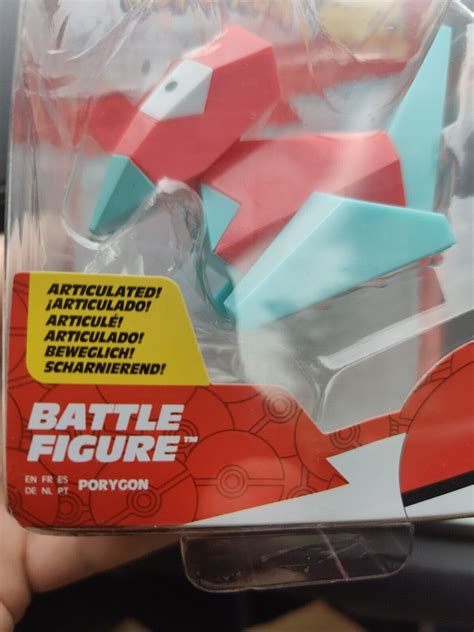 ARTICULATED!
¡ARTICULADO!
ARTICULÉ!
ARTICULADO!
BEWEGLICH!
SCHARNIEREND!
BATTLE
FIGURE™
EN FR ES
DE NL PT PORYGON